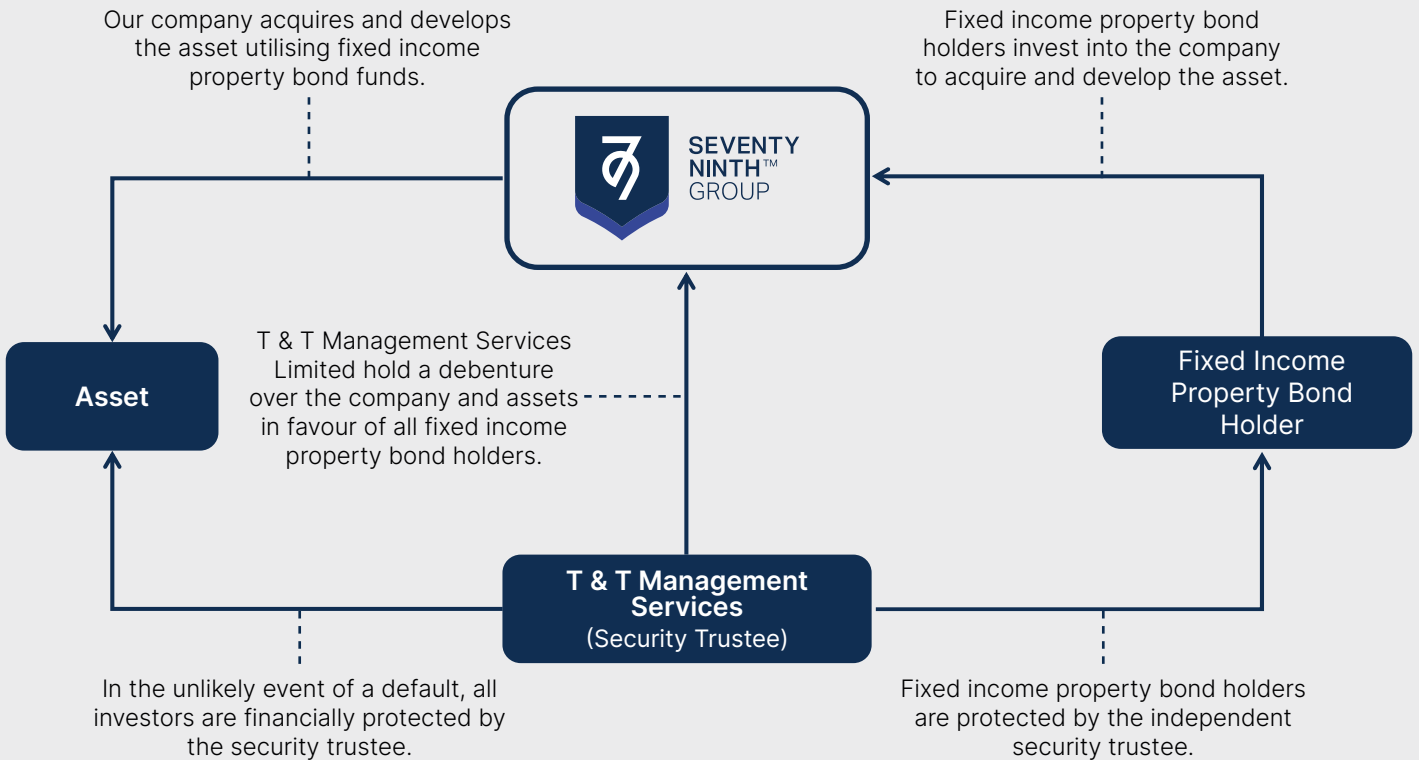 Our company acquires and develops
the asset utilising fixed income
property bond funds.
Fixed income property bond
holders invest into the company
to acquire and develop the asset.
SEVENTY
NINTH™
GROUP
Asset
T & T Management Services
Limited hold a debenture
over the company and assets
in favour of all fixed income
property bond holders.
Fixed Income
Property Bond
Holder
T & T Management
Services
(Security Trustee)
In the unlikely event of a default, all
investors are financially protected by
the security trustee.
Fixed income property bond holders
are protected by the independent
security trustee.